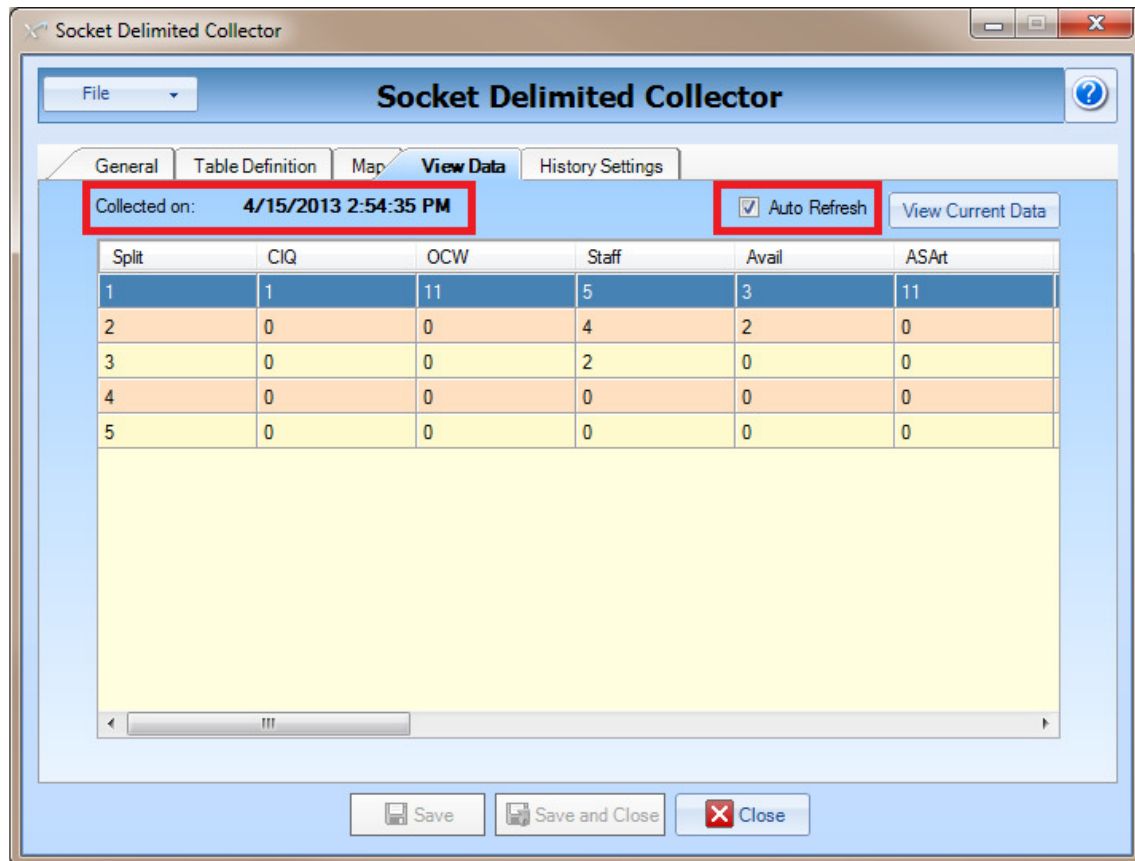 Socket Delimited Collector
File Socket Delimited Collector
General Table Definition Map View Data History Settings
Collected on: 4/15/2013 2:54:35 PM Auto Refresh View Current Data
Split CIQ OCW Staff Avail ASArt
1 1 11 5 3 11
2 0 0 4 2 0
3 0 0 2 0 0
4 0 0 0 0 0
5 0 0 0 0 0
Save Save and Close Close